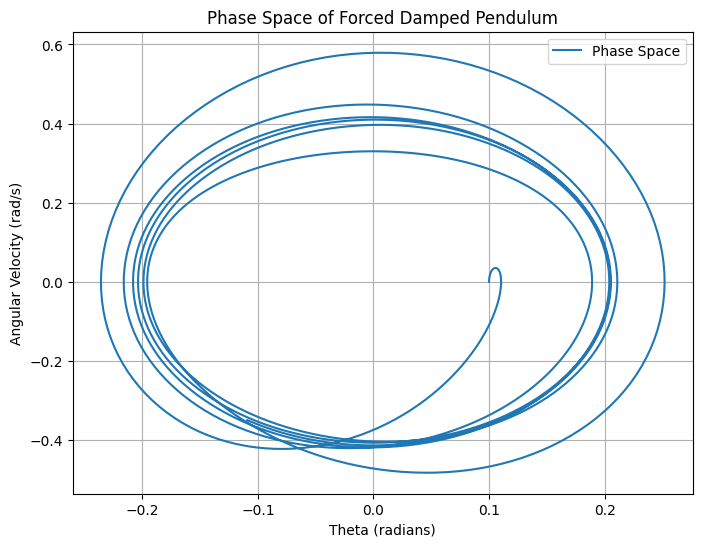 Phase Space of Forced Damped Pendulum
Phase Space
Angular Velocity (rad/s)
0.6
0.4
0.2
0.0
−0.2
−0.4
−0.2
−0.1
0.0
0.1
0.2
Theta (radians)